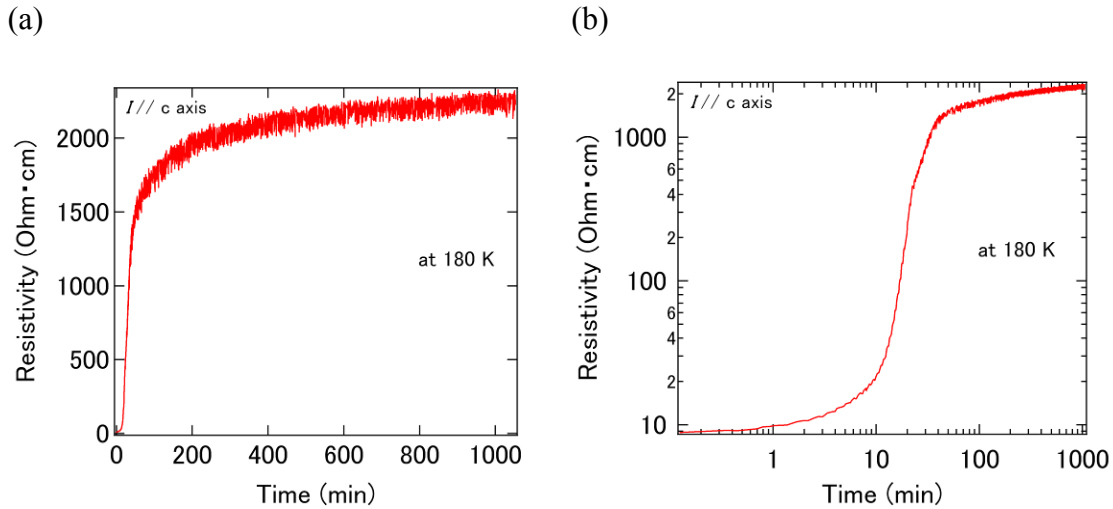 (a)
(b)
I // c axis
2000
1500
1000
500
0
Resistivity (Ohm・cm)
at 180 K
0
200
400
600
800
1000
Time (min)
I // c axis
2
1000
6
4
2
100
6
4
2
10
Resistivity (Ohm・cm)
at 180 K
1
10
100
1000
Time (min)